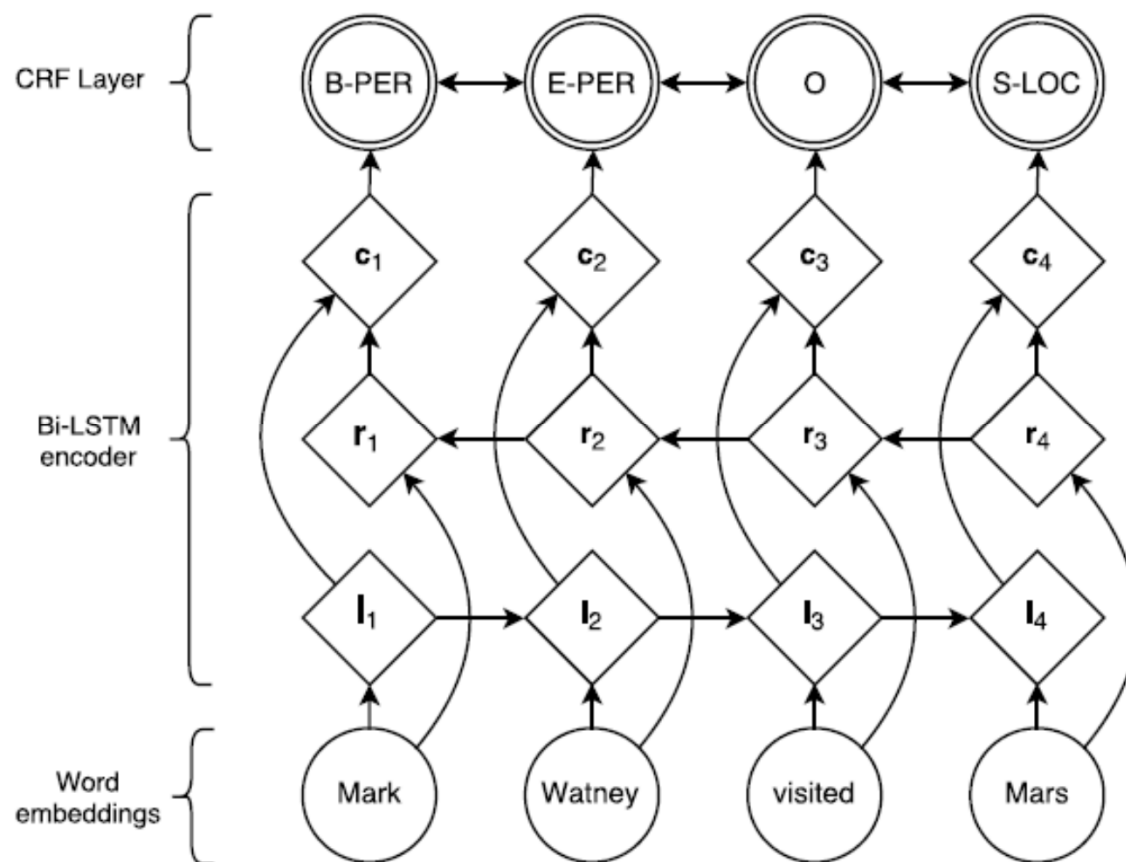 CRF Layer
B-PER
E-PER
O
S-LOC
c₁
c₂
c₃
c₄
Bi-LSTM
encoder
r₁
r₂
r₃
r₄
l₁
l₂
l₃
l₄
Word
embeddings
Mark
Watney
visited
Mars